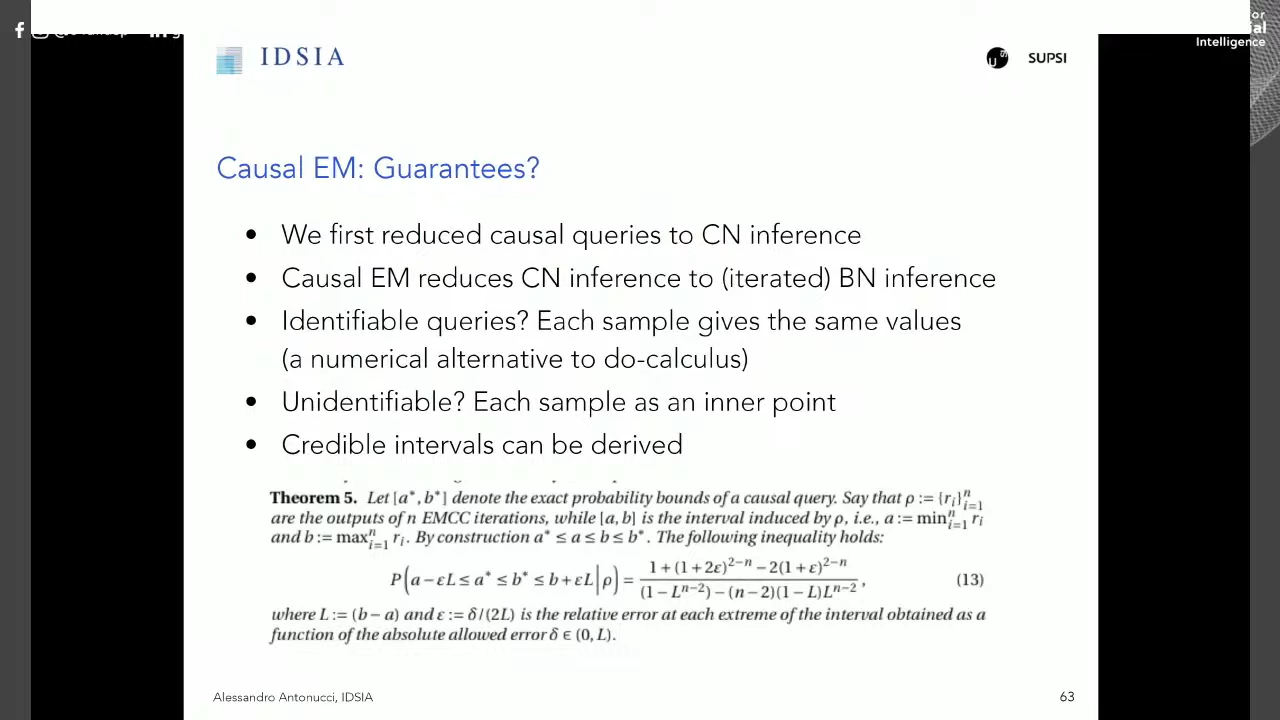 IDSIA
SUPSI
Intelligence
Causal EM: Guarantees?
• We first reduced causal queries to CN inference
• Causal EM reduces CN inference to (iterated) BN inference
• Identifiable queries? Each sample gives the same values
(a numerical alternative to do-calculus)
• Unidentifiable? Each sample as an inner point
• Credible intervals can be derived
Theorem 5. Let [a*, b*] denote the exact probability bounds of a causal query. Say that ρ := {r_i}_{i=1}^n
are the outputs of n EMCC iterations, while [a, b] is the interval induced by ρ, i.e., a := min_{i=1}^n r_i
and b := max_{i=1}^n r_i. By construction a* ≤ a ≤ b ≤ b*. The following inequality holds:
P(a − εL ≤ a* ≤ b* ≤ b + εL | ρ) = (1 + (1 + 2ε)^{2−n} − 2(1 + ε)^{2−n}) / ((1 − L^{n−2}) − (n − 2)(1 − L)L^{n−2}), (13)
where L := (b − a) and ε := δ/(2L) is the relative error at each extreme of the interval obtained as a
function of the absolute allowed error δ ∈ (0, L).
Alessandro Antonucci, IDSIA
63